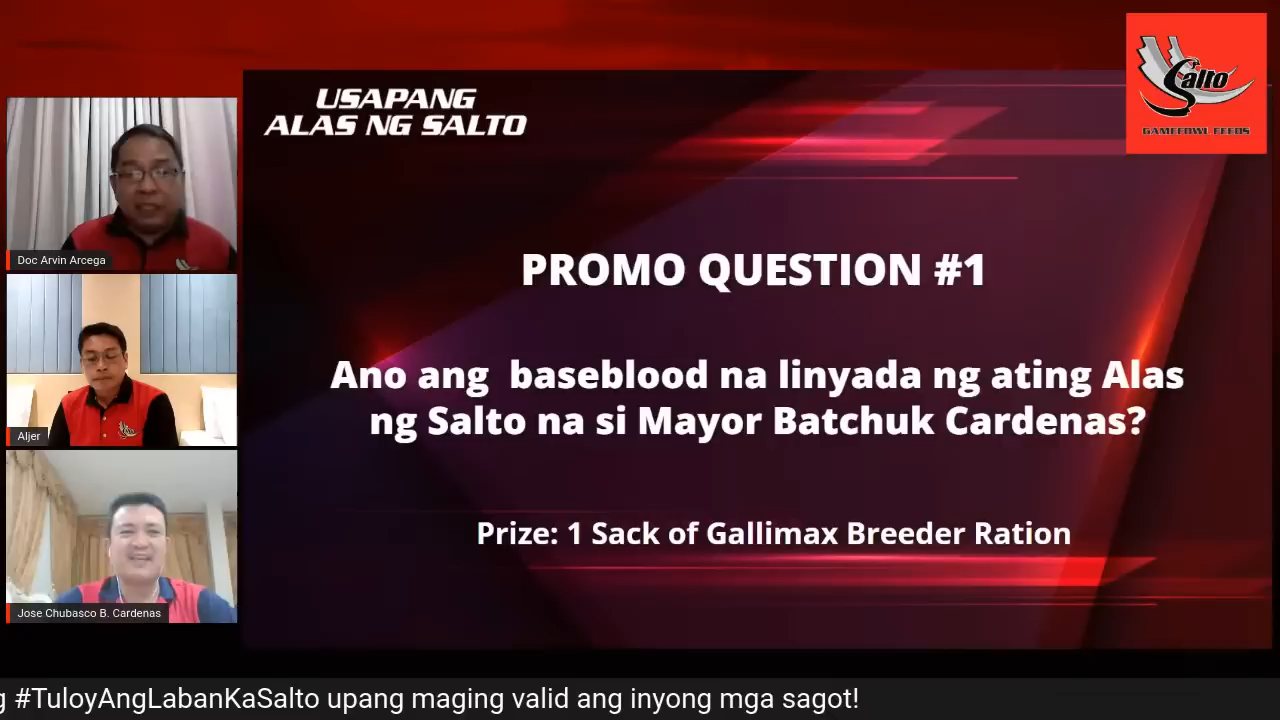 USAPANG
ALAS NG SALTO
Salto
GAMEFOWL FEEDS
Doc Arvin Arcega
Aljer
Jose Chubasco B. Cardenas
PROMO QUESTION #1
Ano ang baseblood na linyada ng ating Alas
ng Salto na si Mayor Batchuk Cardenas?
Prize: 1 Sack of Gallimax Breeder Ration
#TuloyAngLabanKaSalto upang maging valid ang inyong mga sagot!